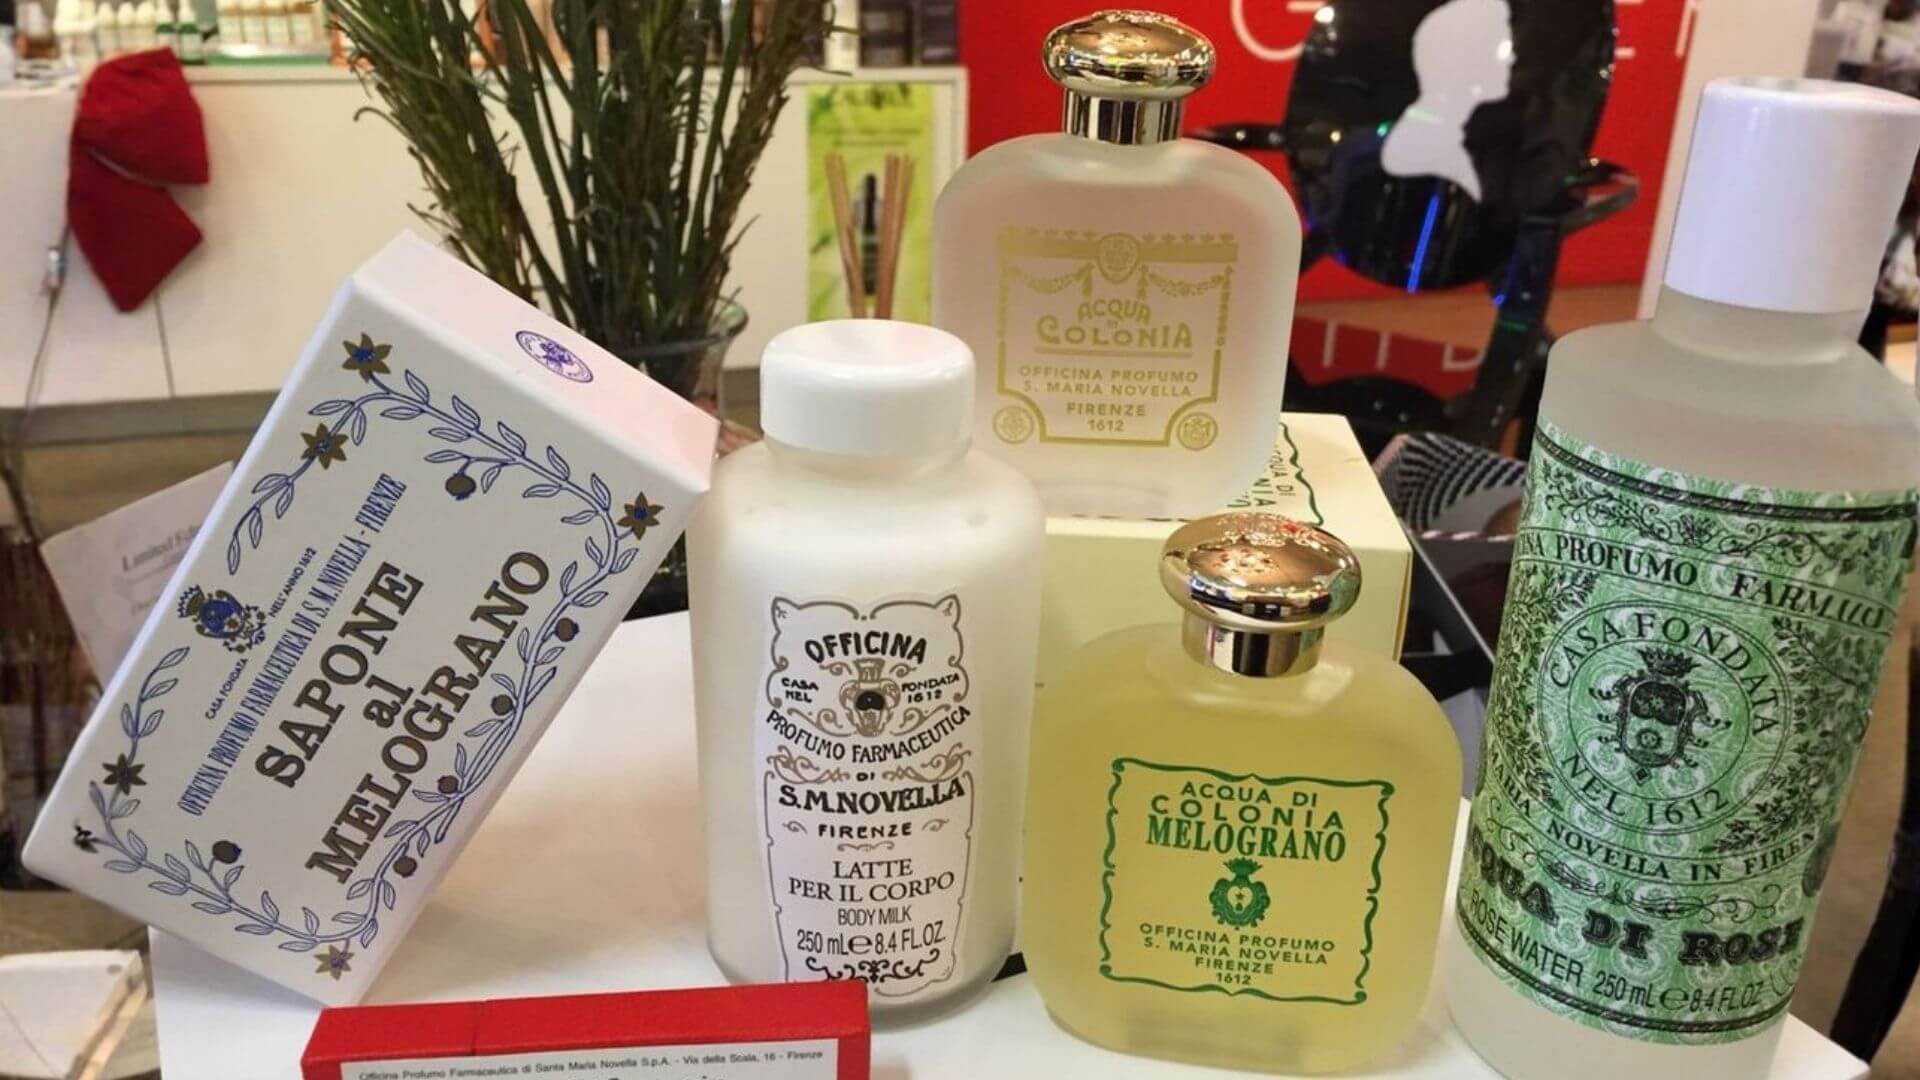 NELL'ANNO 1612
CASA FONDATA
OFFICINA PROFUMO FARMACEUTICA DI S. M. NOVELLA - FIRENZE
SAPONE
al
MELOGRANO
Limited
OFFICINA
CASA FONDATA
NEL 1612
PROFUMO FARMACEUTICA
DI
S.M.NOVELLA
FIRENZE
LATTE
PER IL CORPO
BODY MILK
250 mL e 8.4 FL.OZ.
ACQUA
DI
COLONIA
OFFICINA PROFUMO
S. MARIA NOVELLA
FIRENZE
1612
ACQUA DI
COLONIA
MELOGRANO
OFFICINA PROFUMO
S. MARIA NOVELLA
FIRENZE
1612
PROFUMO FARMACEU
CASA FONDATA
NEL 1612
ARIA NOVELLA IN FIREN
QUA DI ROSE
ROSE WATER 250 mL e 8.4 FL OZ
Officina Profumo Farmaceutica di Santa Maria Novella S.p.A. - Via della Scala, 16 - Firenze